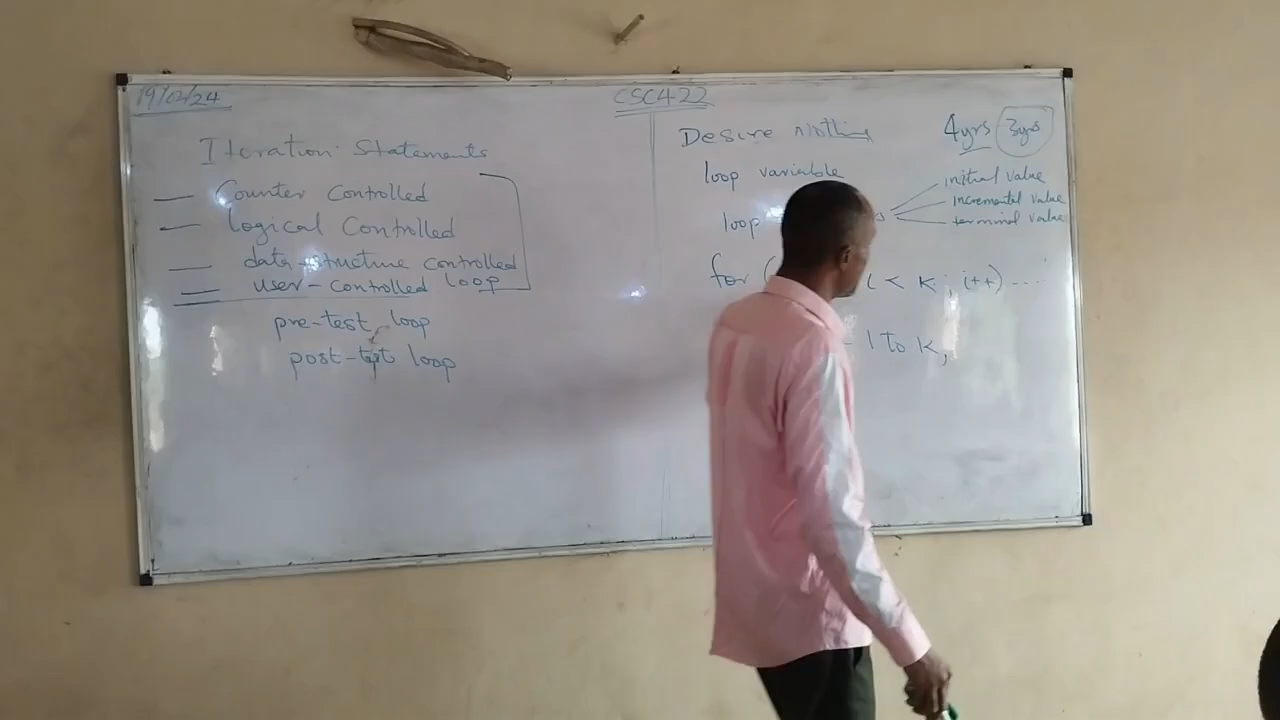 19/02/24
CSC422
Iteration Statements
— Counter Controlled
— Logical Controlled
— data-structure controlled
— user-controlled loop
pre-test loop
post-test loop
Desire nothing
4yrs 3yrs
loop variable
loop
initial value
incremental value
terminal value
for ( i < k; i++) ...
1 to k;